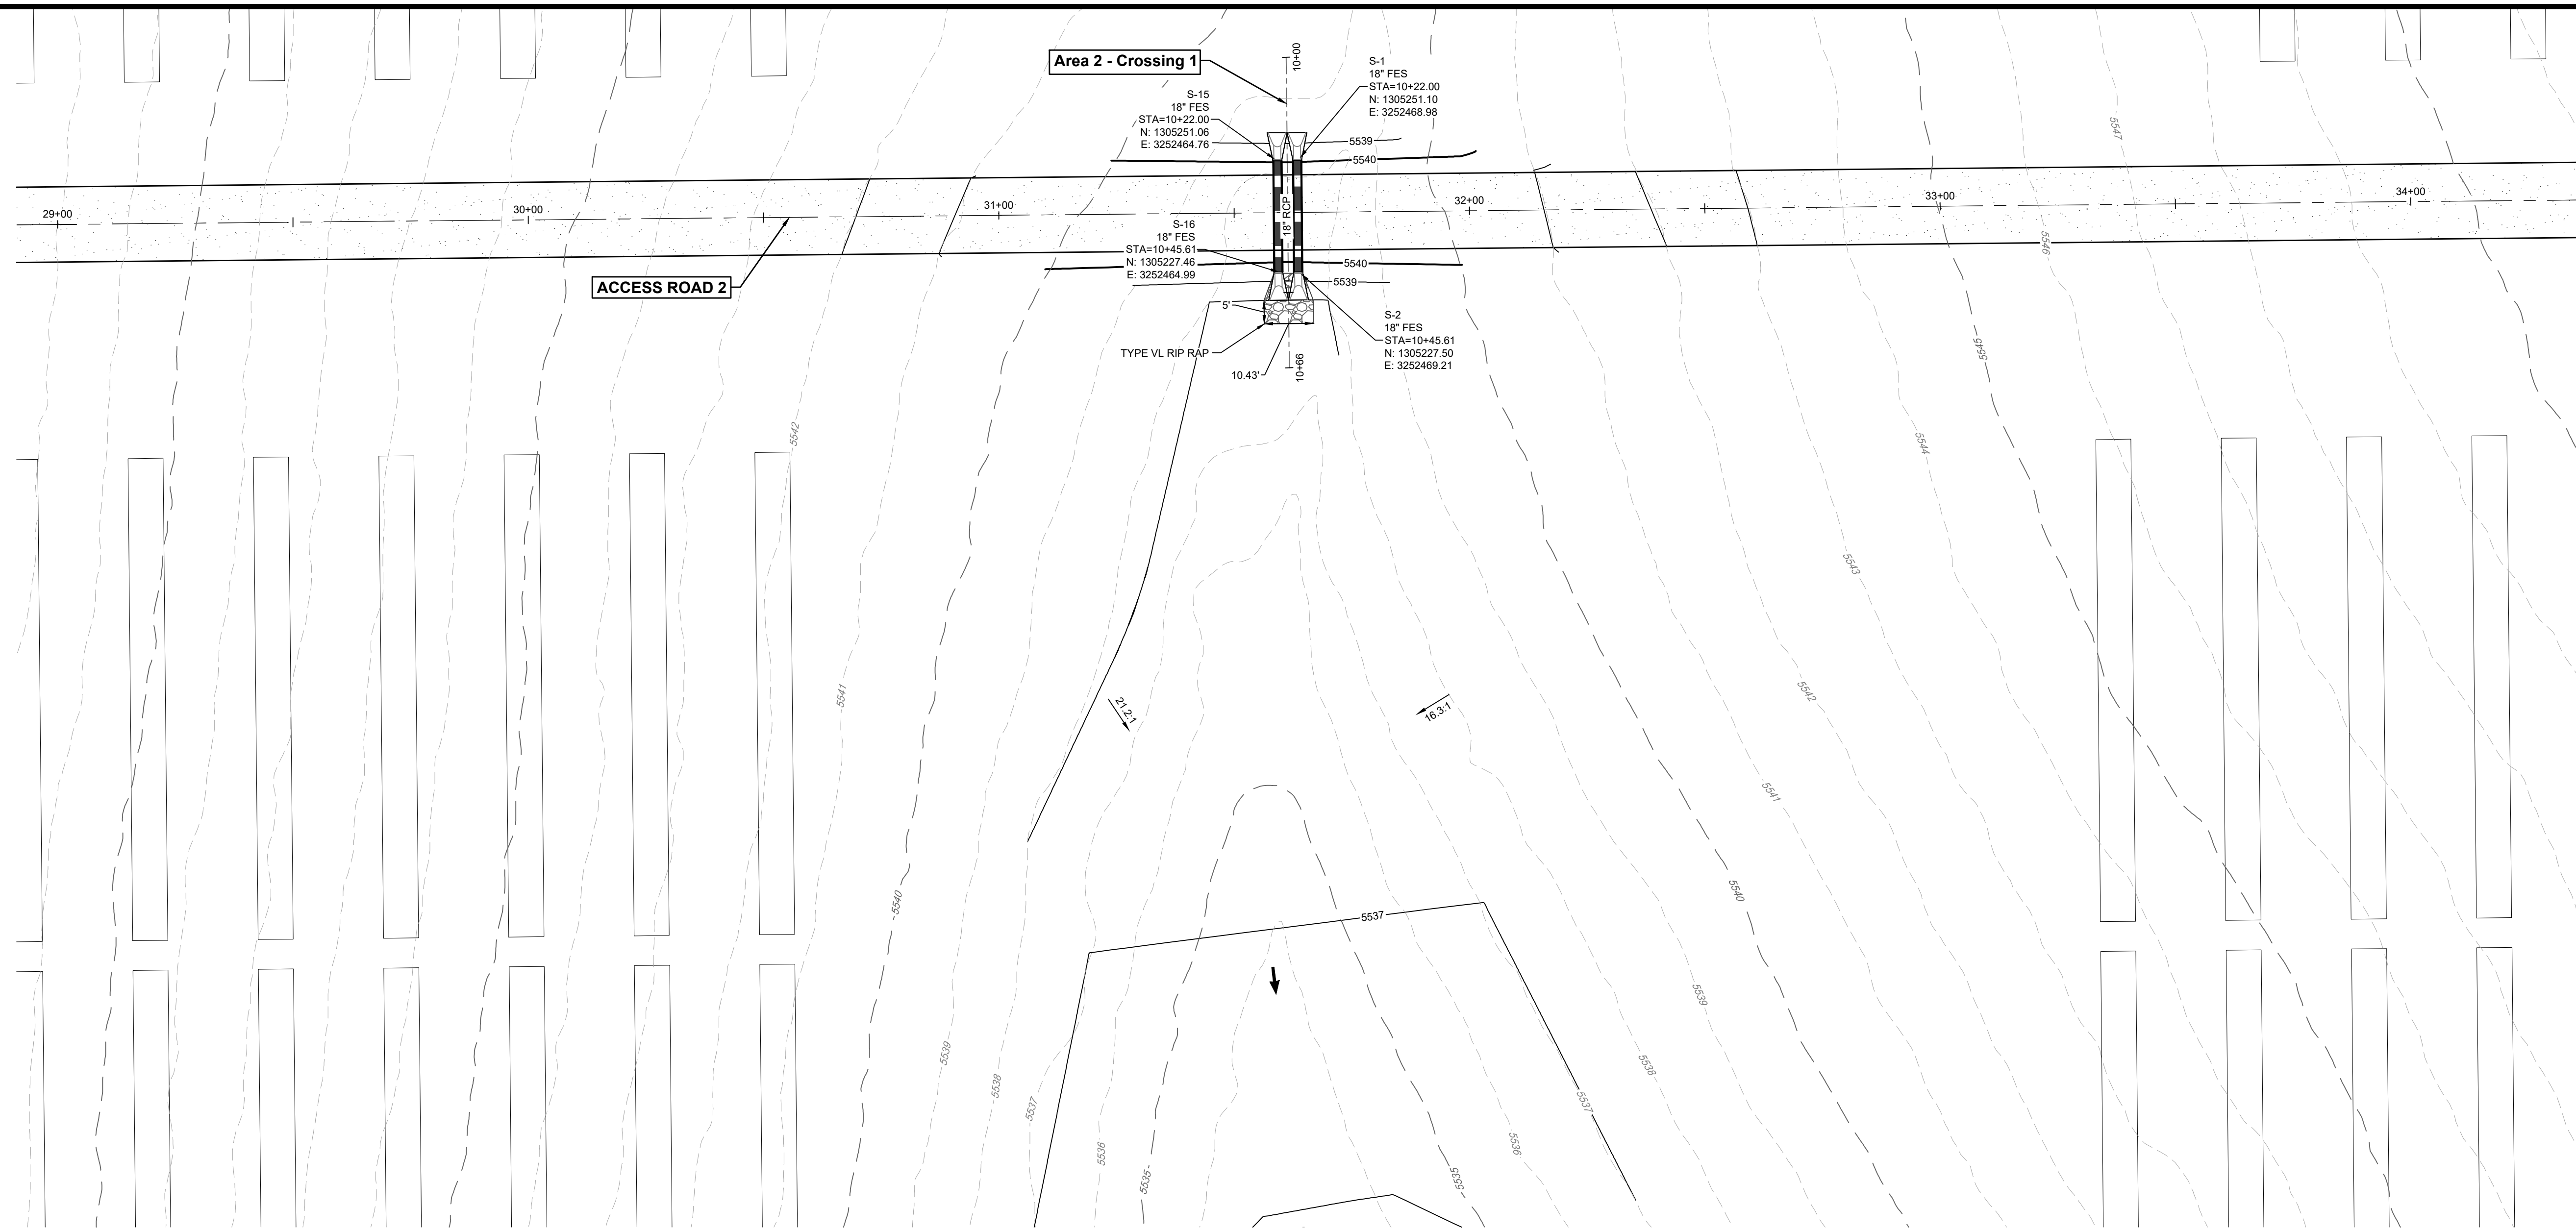 Area 2 - Crossing 1
10+00
S-1
18" FES
STA=10+22.00
N: 1305251.10
E: 3252468.98
S-15
18" FES
STA=10+22.00
N: 1305251.06
E: 3252464.76
5539
5540
5547
29+00
30+00
31+00
32+00
33+00
34+00
18" RCP
S-16
18" FES
STA=10+45.61
N: 1305227.46
E: 3252464.99
5540
5539
5546
ACCESS ROAD 2
5'
S-2
18" FES
STA=10+45.61
N: 1305227.50
E: 3252469.21
TYPE VL RIP RAP
10.43'
10+66
5545
5542
5544
5543
5541
5542
21.2:1
16.3:1
5541
5540
5540
5537
5539
5539
5538
5538
5537
5537
5536
5536
5535
5535